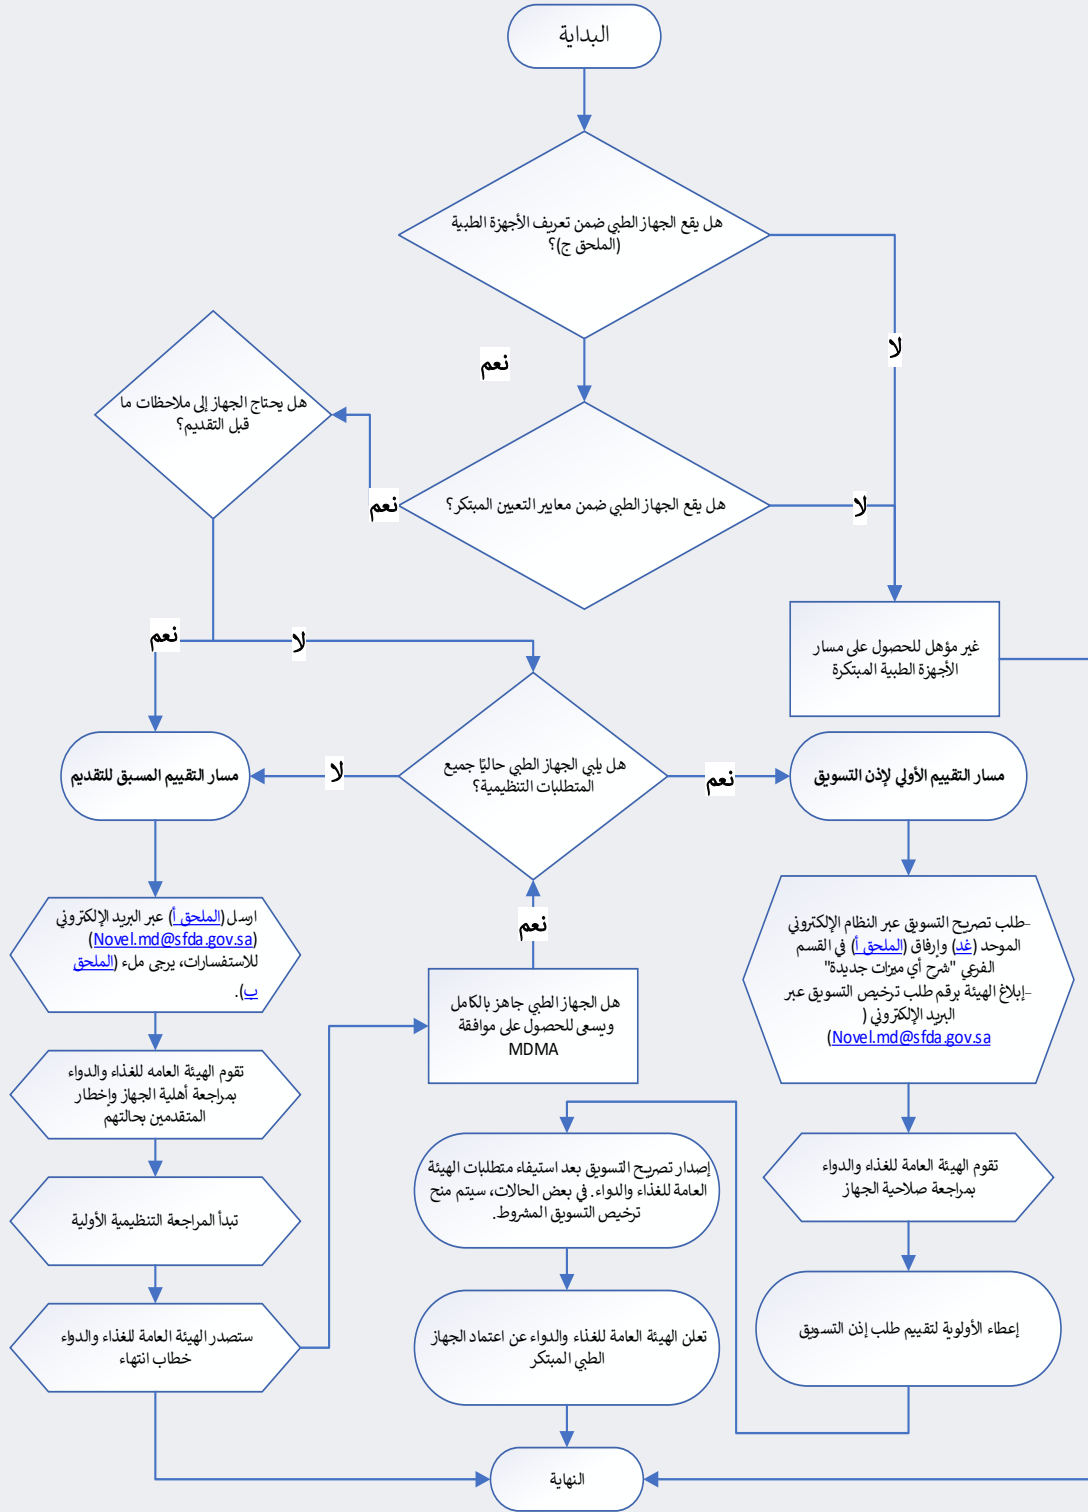 البداية
هل يقع الجهاز الطبي ضمن تعريف الأجهزة الطبية
(الملحق ج)؟
لا
نعم
هل يحتاج الجهاز إلى ملاحظات ما
قبل التقديم؟
هل يقع الجهاز الطبي ضمن معايير التعيين المبتكر؟
نعم
لا
غير مؤهل للحصول على مسار
الأجهزة الطبية المبتكرة
نعم
لا
هل يلبي الجهاز الطبي حاليًا جميع
المتطلبات التنظيمية؟
نعم
لا
مسار التقييم الأولي لإذن التسويق
مسار التقييم المسبق للتقديم
-طلب تصريح التسويق عبر النظام الإلكتروني
الموحد (غد) وإرفاق (الملحق أ) في القسم
الفرعي "شرح أي ميزات جديدة"
-إبلاغ الهيئة برقم طلب ترخيص التسويق عبر
البريد الإلكتروني (
Novel.md@sfda.gov.sa)
ارسل (الملحق أ) عبر البريد الإلكتروني
(Novel.md@sfda.gov.sa)
للاستفسارات، يرجى ملء (الملحق
ب).
نعم
هل الجهاز الطبي جاهز بالكامل
ويسعى للحصول على موافقة
MDMA
تقوم الهيئة العامه للغذاء والدواء
بمراجعة أهلية الجهاز وإخطار
المتقدمين بحالتهم
تقوم الهيئة العامة للغذاء والدواء
بمراجعة صلاحية الجهاز
إصدار تصريح التسويق بعد استيفاء متطلبات الهيئة
العامة للغذاء والدواء. في بعض الحالات، سيتم منح
ترخيص التسويق المشروط.
تبدأ المراجعة التنظيمية الأولية
إعطاء الأولوية لتقييم طلب إذن التسويق
تعلن الهيئة العامة للغذاء والدواء عن اعتماد الجهاز
الطبي المبتكر
ستصدر الهيئة العامة للغذاء والدواء
خطاب انتهاء
النهاية